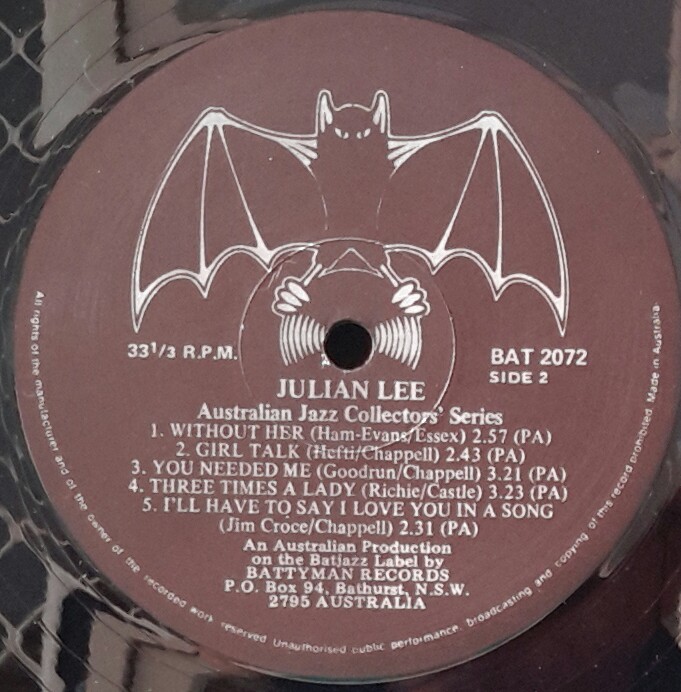 33 1/3 R.P.M.
BAT 2072
SIDE 2
JULIAN LEE
Australian Jazz Collectors' Series
1. WITHOUT HER (Ham-Evans/Essex) 2.57 (PA)
2. GIRL TALK (Hefti/Chappell) 2.43 (PA)
3. YOU NEEDED ME (Goodrun/Chappell) 3.21 (PA)
4. THREE TIMES A LADY (Richie/Castle) 3.23 (PA)
5. I'LL HAVE TO SAY I LOVE YOU IN A SONG
(Jim Croce/Chappell) 2.31 (PA)
An Australian Production
on the Batjazz Label by
BATTYMAN RECORDS
P.O. Box 94, Bathurst, N.S.W.
2795 AUSTRALIA
All rights of the manufacturer and of the owner of the recorded work reserved Unauthorised public performance, broadcasting and copying of this record prohibited. Made in Australia.